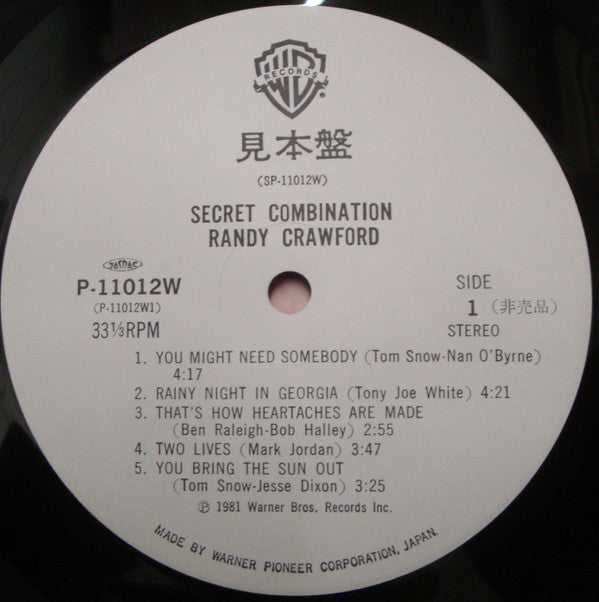 WB
RECORDS
®
見本盤
(SP-11012W)
SECRET COMBINATION
RANDY CRAWFORD
JASRAC
P-11012W
(P-11012W1)
33⅓RPM
SIDE
1 (非売品)
STEREO
1. YOU MIGHT NEED SOMEBODY (Tom Snow-Nan O'Byrne)
4:17
2. RAINY NIGHT IN GEORGIA (Tony Joe White) 4:21
3. THAT'S HOW HEARTACHES ARE MADE
(Ben Raleigh-Bob Halley) 2:55
4. TWO LIVES (Mark Jordan) 3:47
5. YOU BRING THE SUN OUT
(Tom Snow-Jesse Dixon) 3:25
℗ 1981 Warner Bros. Records Inc.
MADE BY WARNER PIONEER CORPORATION, JAPAN.